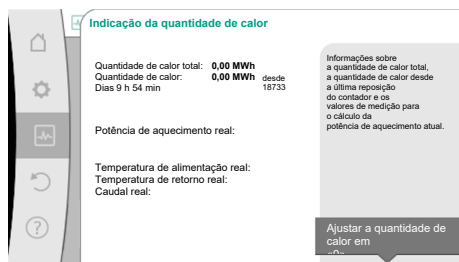 Indicação da quantidade de calor
Quantidade de calor total: 0,00 MWh
Quantidade de calor: 0,00 MWh desde
Dias 9 h 54 min 18733
Potência de aquecimento real:
Temperatura de alimentação real:
Temperatura de retorno real:
Caudal real:
Informações sobre
a quantidade de calor total,
a quantidade de calor desde
a última reposição
do contador e os
valores de medição para
o cálculo da
potência de aquecimento atual.
Ajustar a quantidade de
calor em
«0»
?